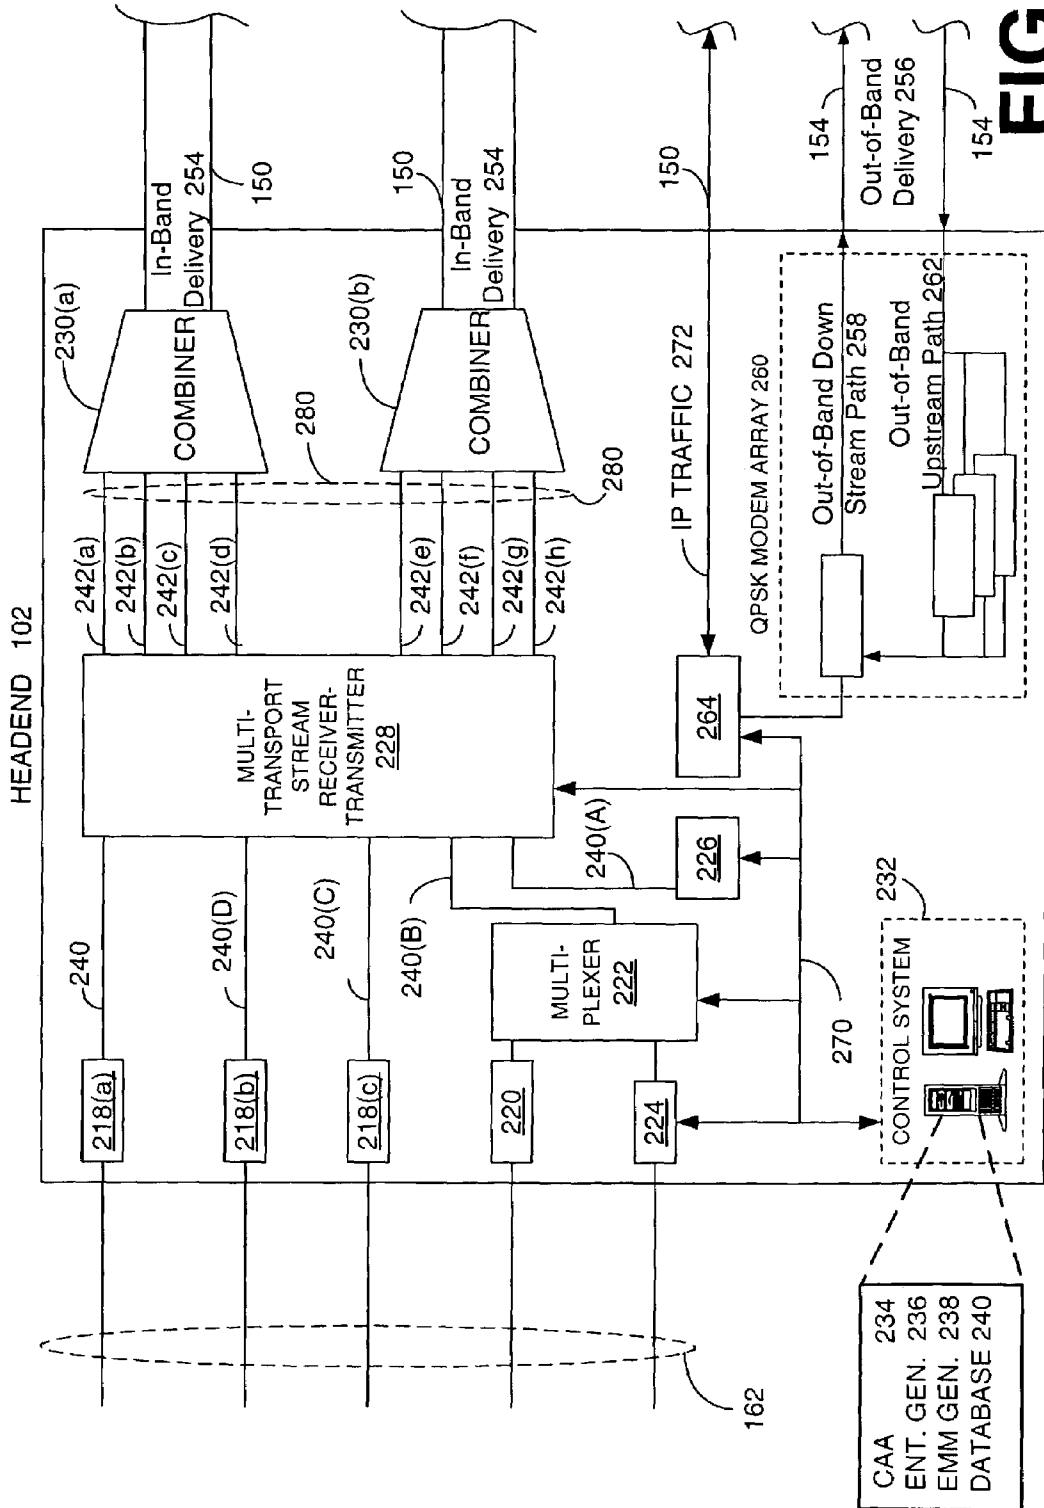 HEADEND 102
218(a)
218(b)
218(c)
220
224
240
240(D)
240(C)
240(B)
240(A)
MULTI-
PLEXER
222
226
264
MULTI-
TRANSPORT
STREAM
RECEIVER-
TRANSMITTER
228
242(a)
242(b)
242(c)
242(d)
242(e)
242(f)
242(g)
242(h)
280
280
230(a)
COMBINER
230(b)
COMBINER
In-Band
Delivery 254
150
In-Band
Delivery 254
150
IP TRAFFIC 272
150
QPSK MODEM ARRAY 260
Out-of-Band Down
Stream Path 258
Out-of-Band
Upstream Path 262
154
Out-of-Band
Delivery 256
154
162
270
232
CONTROL SYSTEM
CAA 234
ENT. GEN. 236
EMM GEN. 238
DATABASE 240
FIG